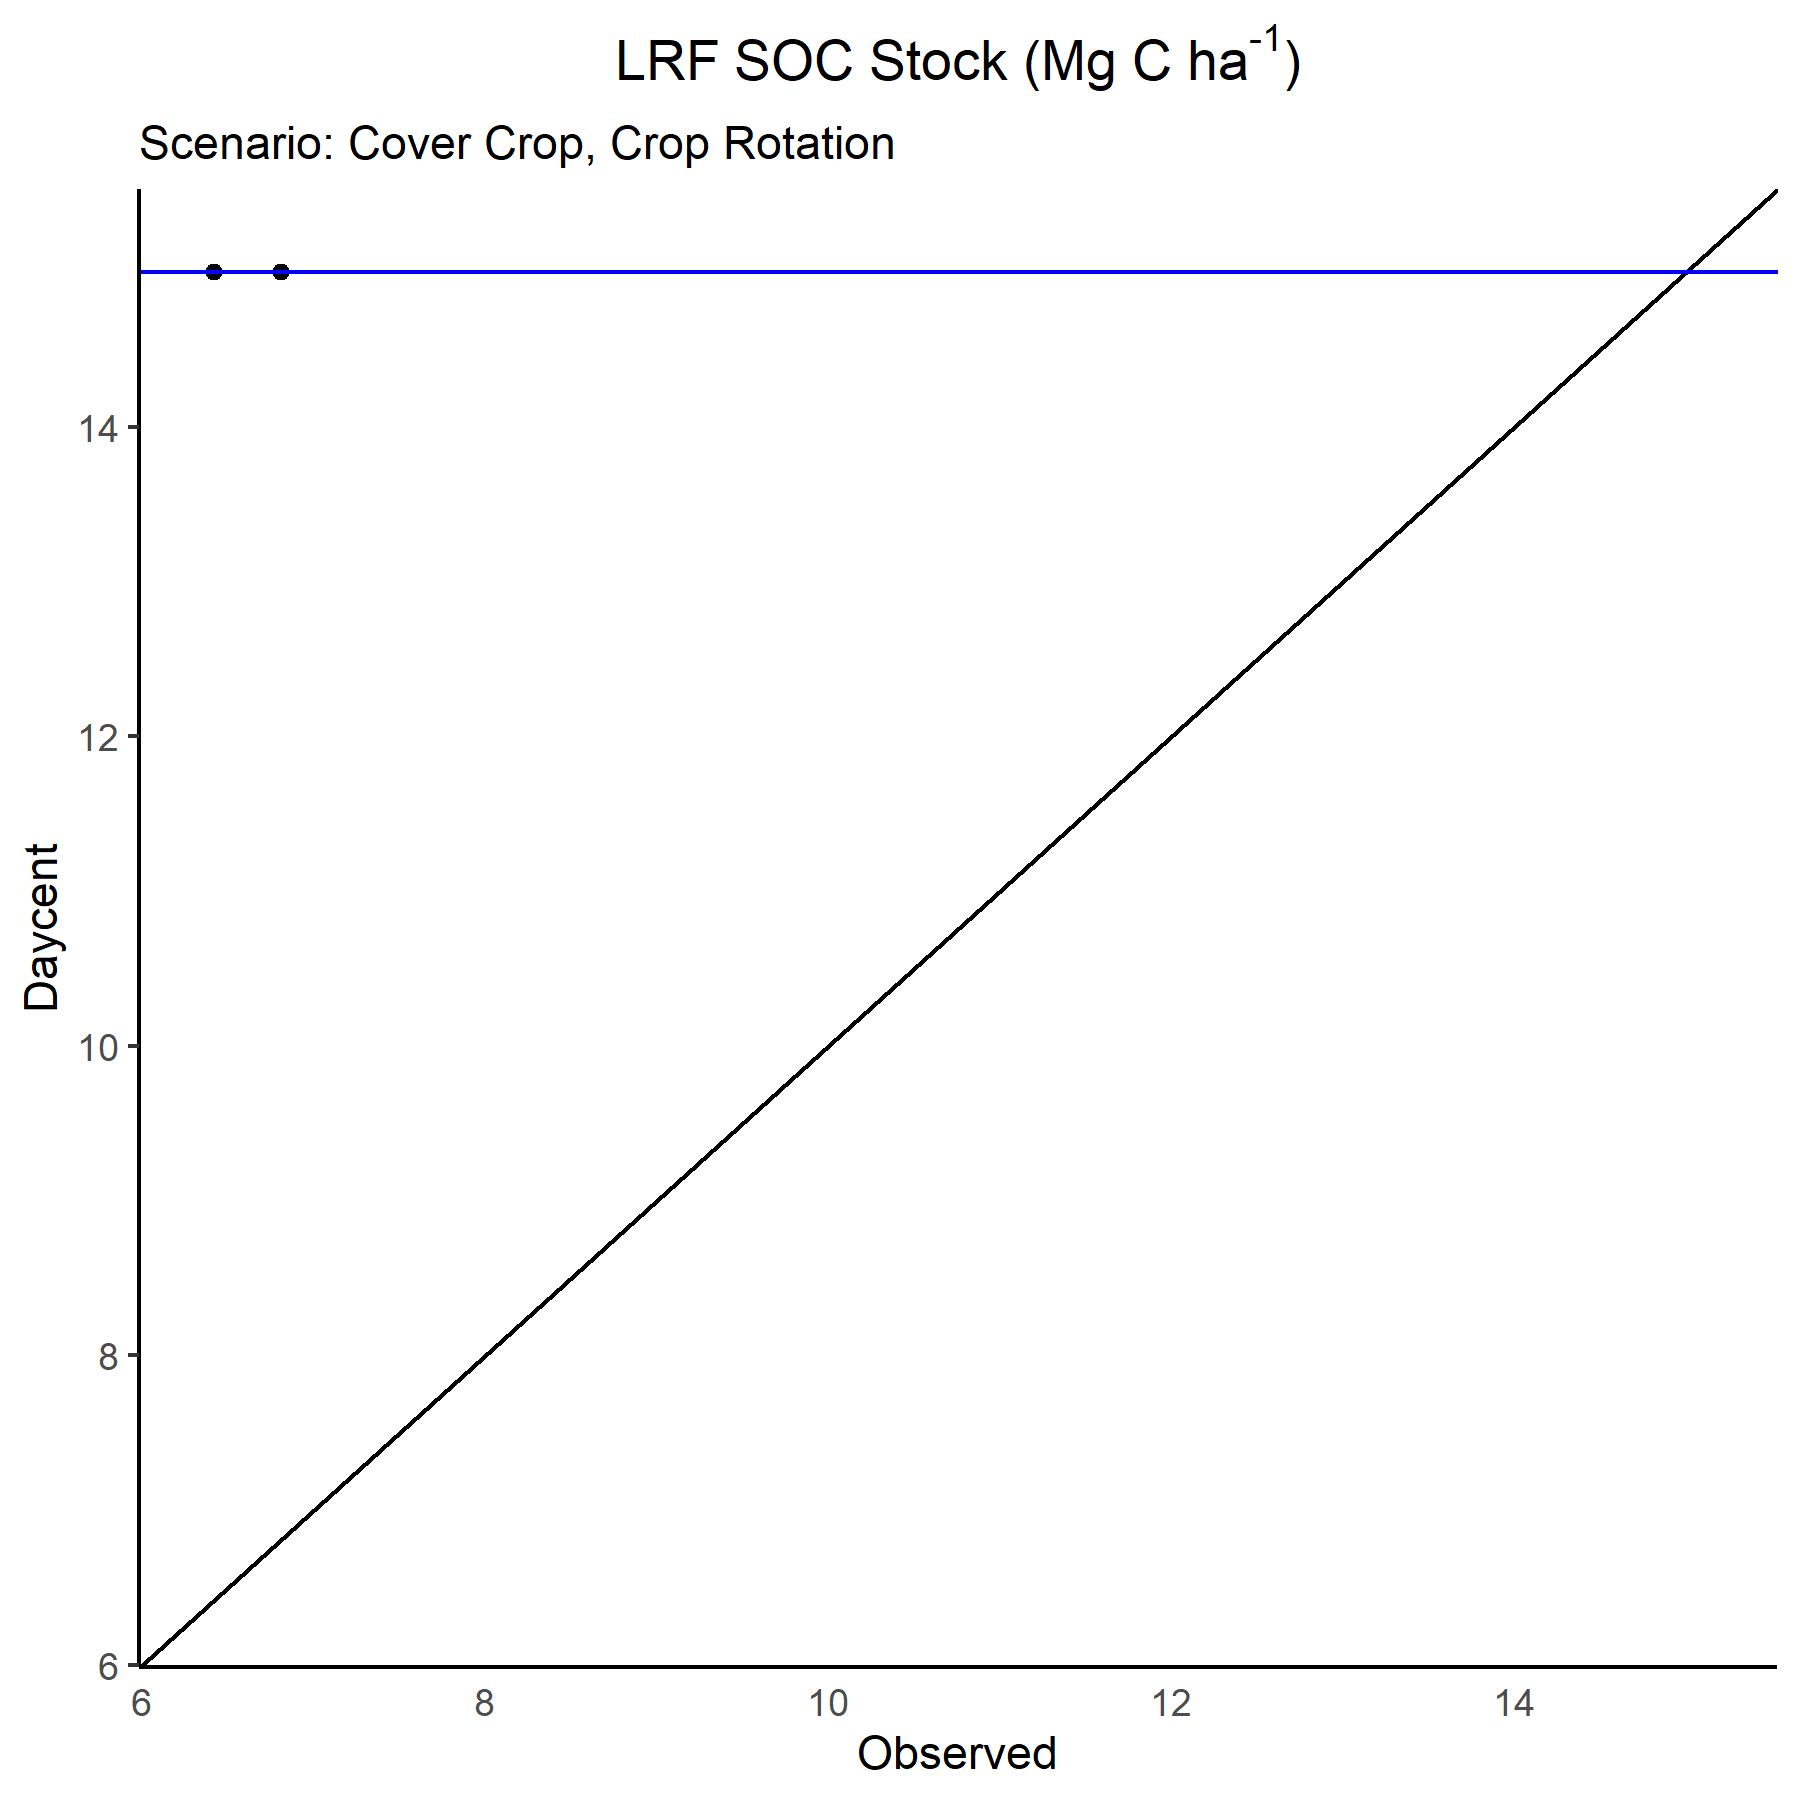 LRF SOC Stock (Mg C ha⁻¹)
Scenario: Cover Crop, Crop Rotation
14
12
10
8
6
Daycent
6 8 10 12 14
Observed